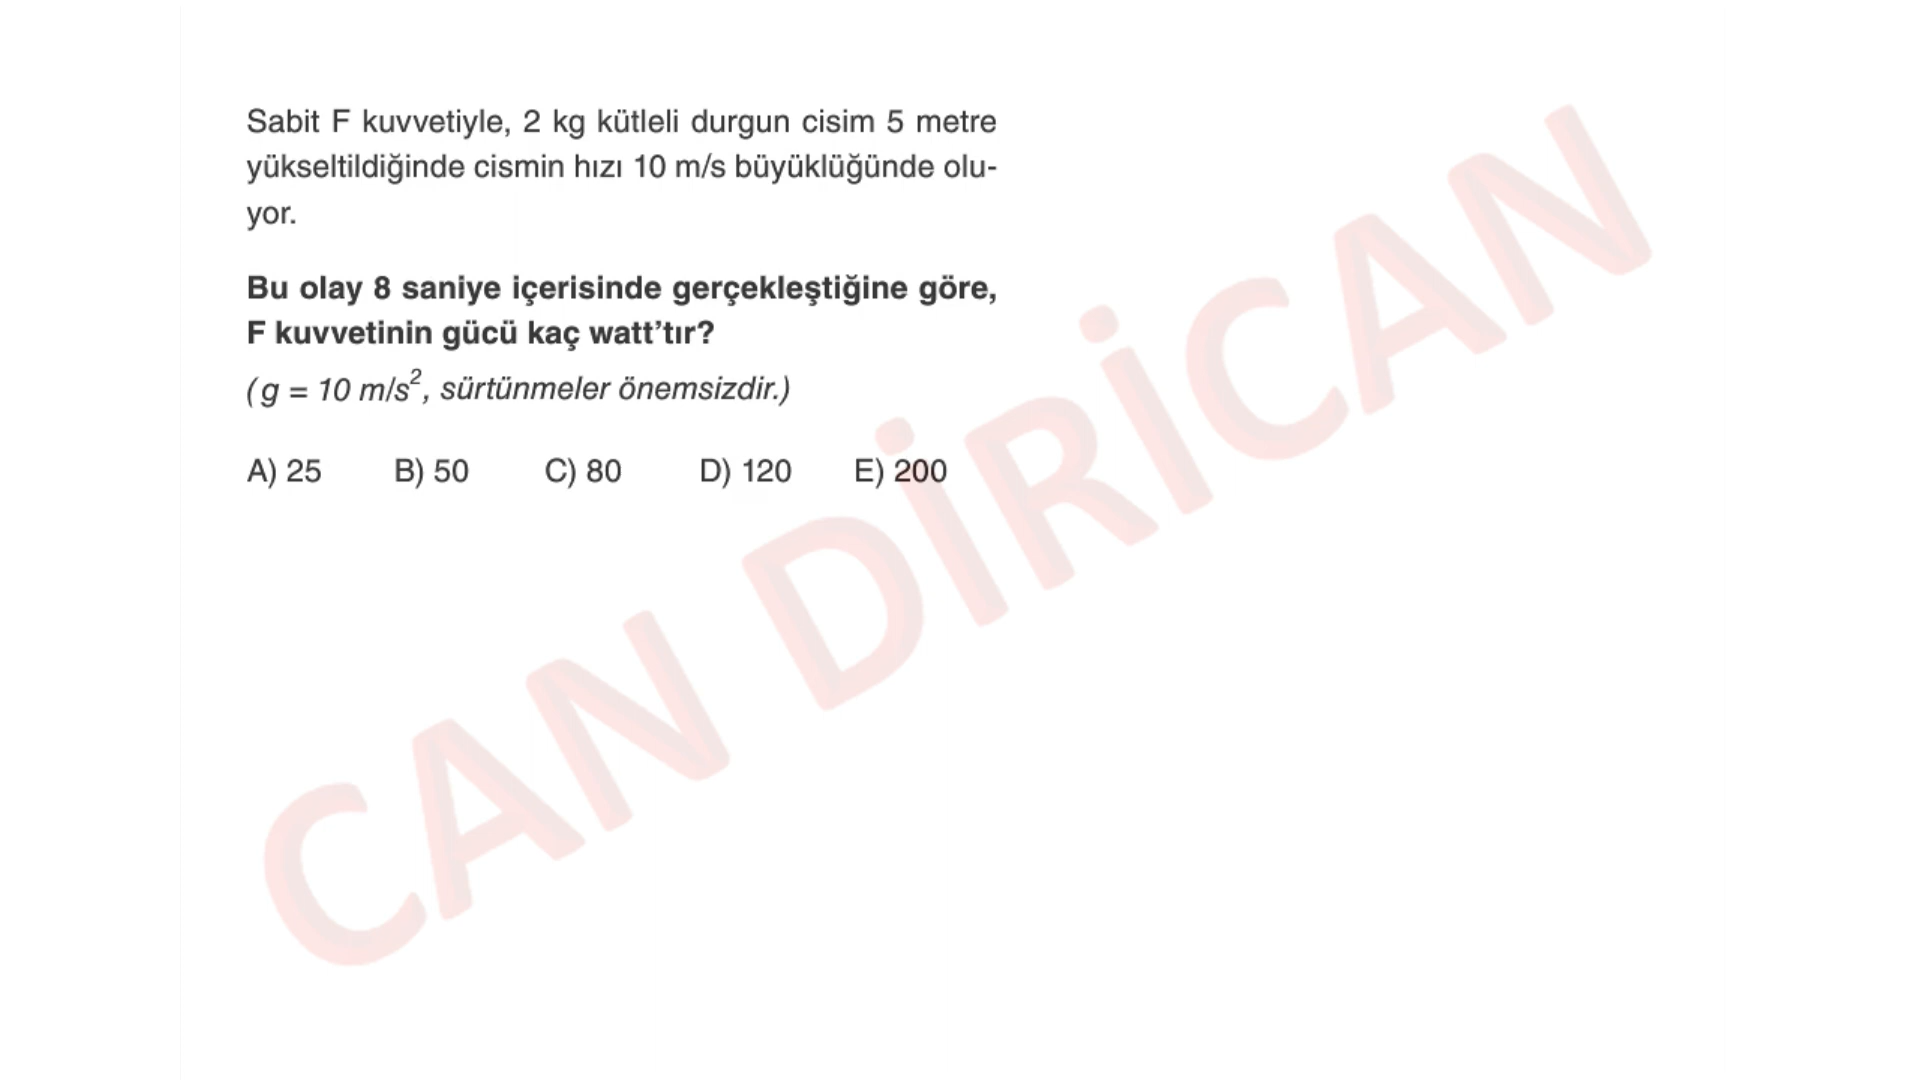 Sabit F kuvvetiyle, 2 kg kütleli durgun cisim 5 metre
yükseltildiğinde cismin hızı 10 m/s büyüklüğünde olu-
yor.
Bu olay 8 saniye içerisinde gerçekleştiğine göre,
F kuvvetinin gücü kaç watt’tır?
(g = 10 m/s², sürtünmeler önemsizdir.)
A) 25 B) 50 C) 80 D) 120 E) 200
CAN DİRİCAN